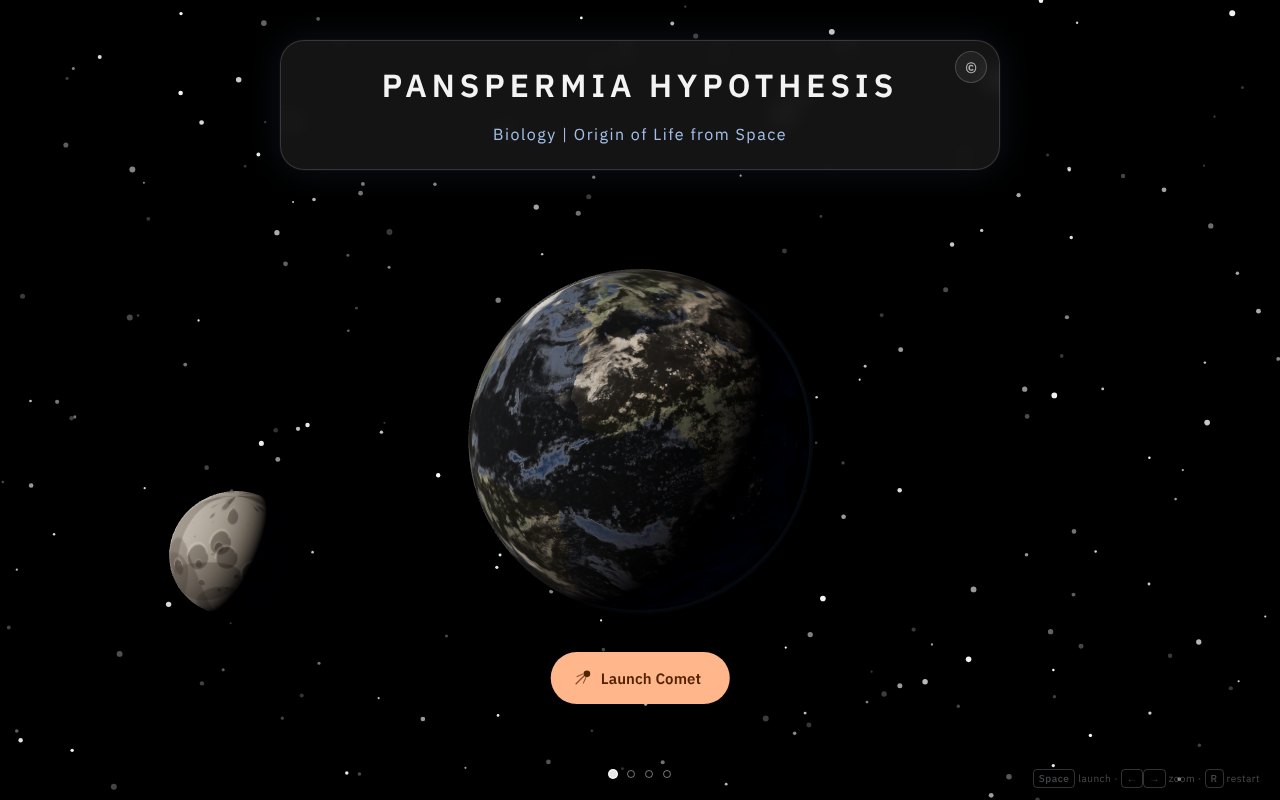 PANSPERMIA HYPOTHESIS
©
Biology | Origin of Life from Space
Launch Comet
Space launch · ← → zoom · R restart